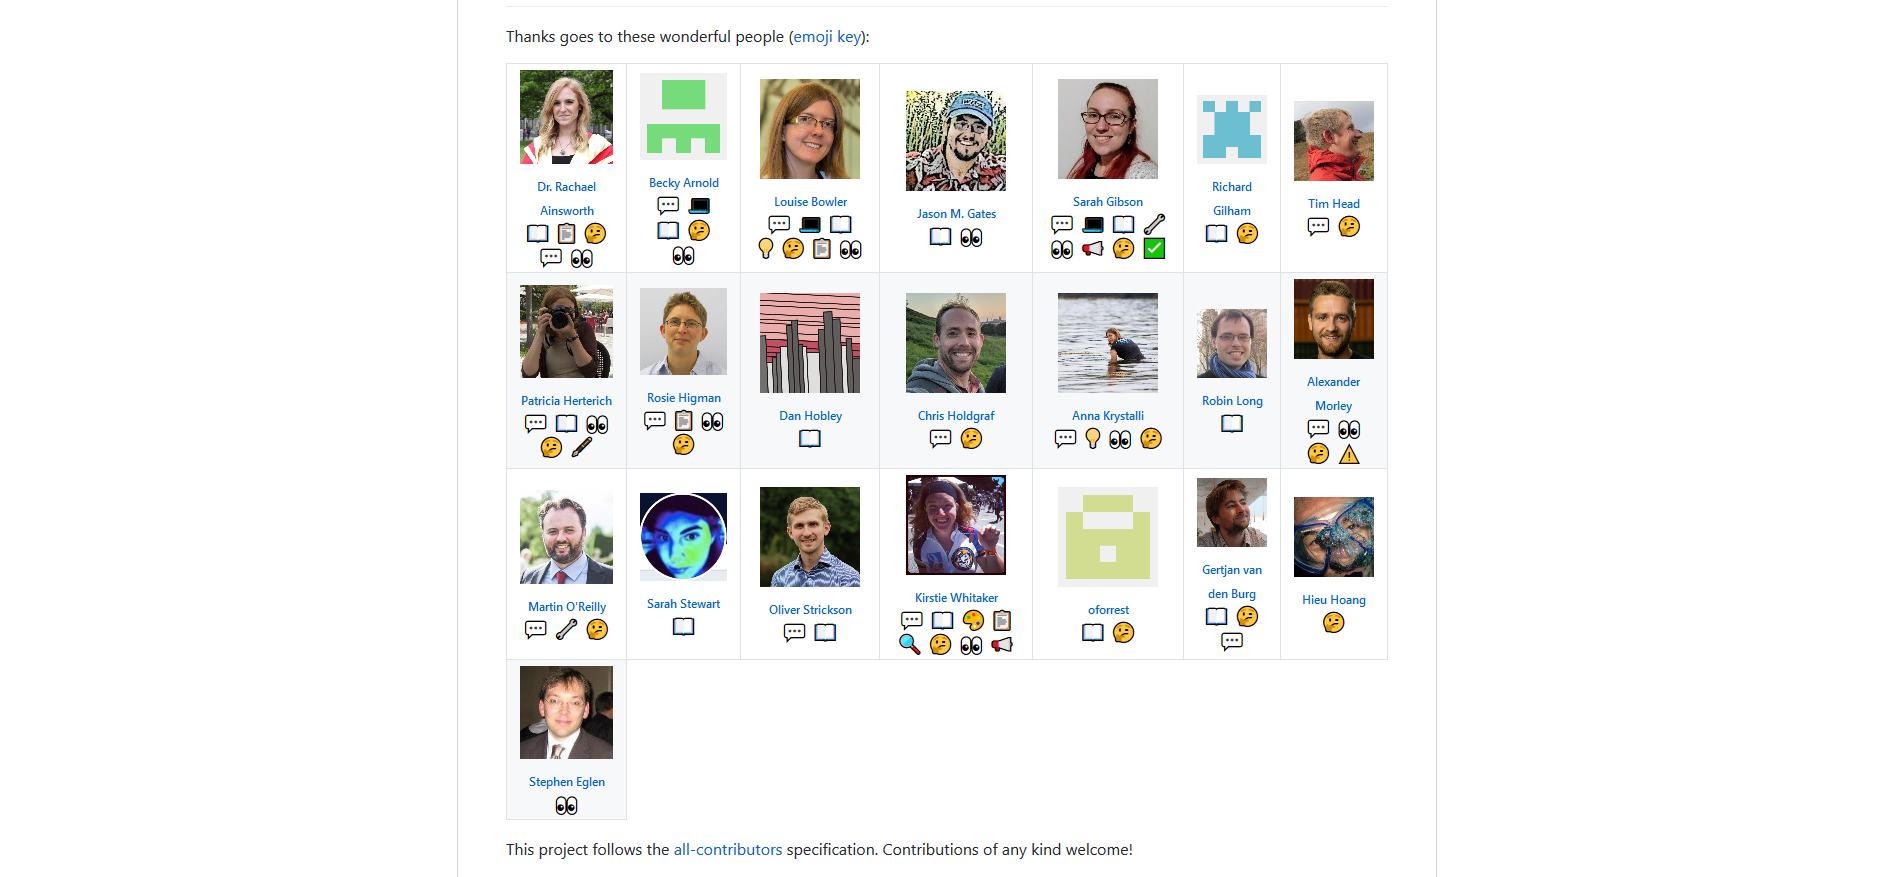 Thanks goes to these wonderful people (emoji key):
Dr. Rachael
Ainsworth
Becky Arnold
Louise Bowler
Jason M. Gates
Sarah Gibson
Richard
Gilham
Tim Head
Patricia Herterich
Rosie Higman
Dan Hobley
Chris Holdgraf
Anna Krystalli
Robin Long
Alexander
Morley
Martin O'Reilly
Sarah Stewart
Oliver Strickson
Kirstie Whitaker
oforrest
Gertjan van
den Burg
Hieu Hoang
Stephen Eglen
This project follows the all-contributors specification. Contributions of any kind welcome!